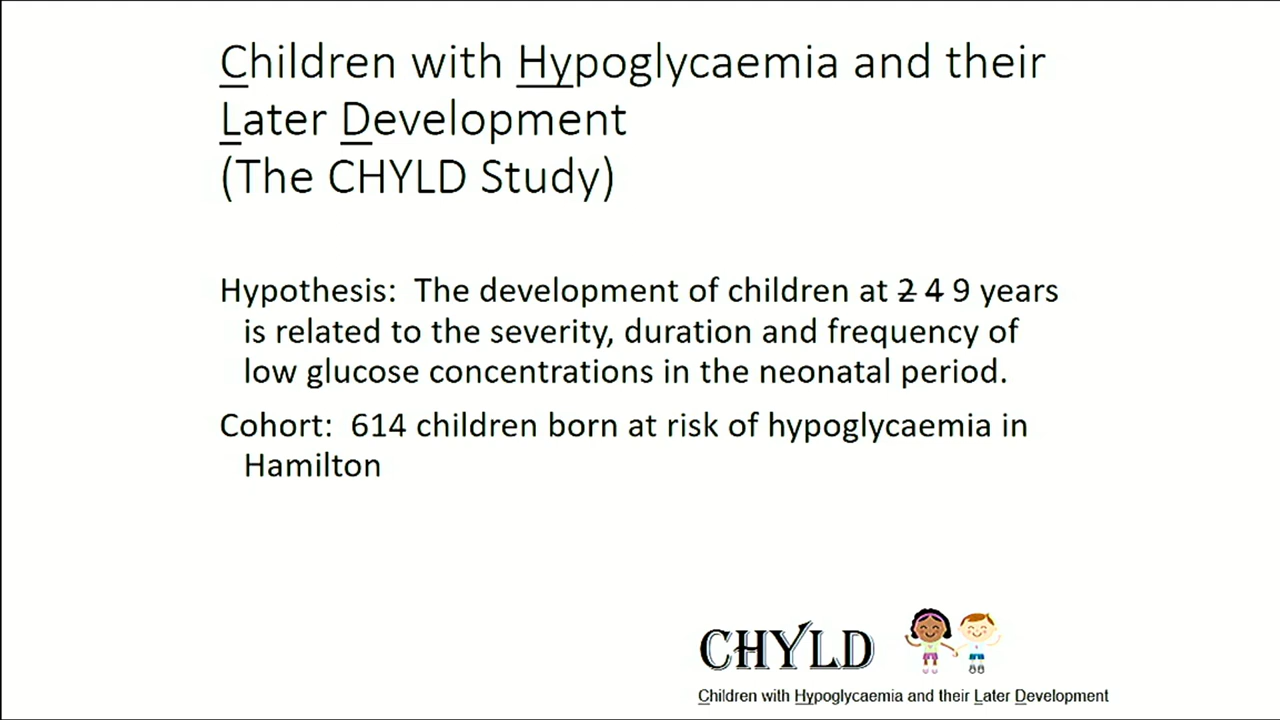 Children with Hypoglycaemia and their
Later Development
(The CHYLD Study)
Hypothesis: The development of children at 2 4 9 years
is related to the severity, duration and frequency of
low glucose concentrations in the neonatal period.
Cohort: 614 children born at risk of hypoglycaemia in
Hamilton
CHYLD
Children with Hypoglycaemia and their Later Development